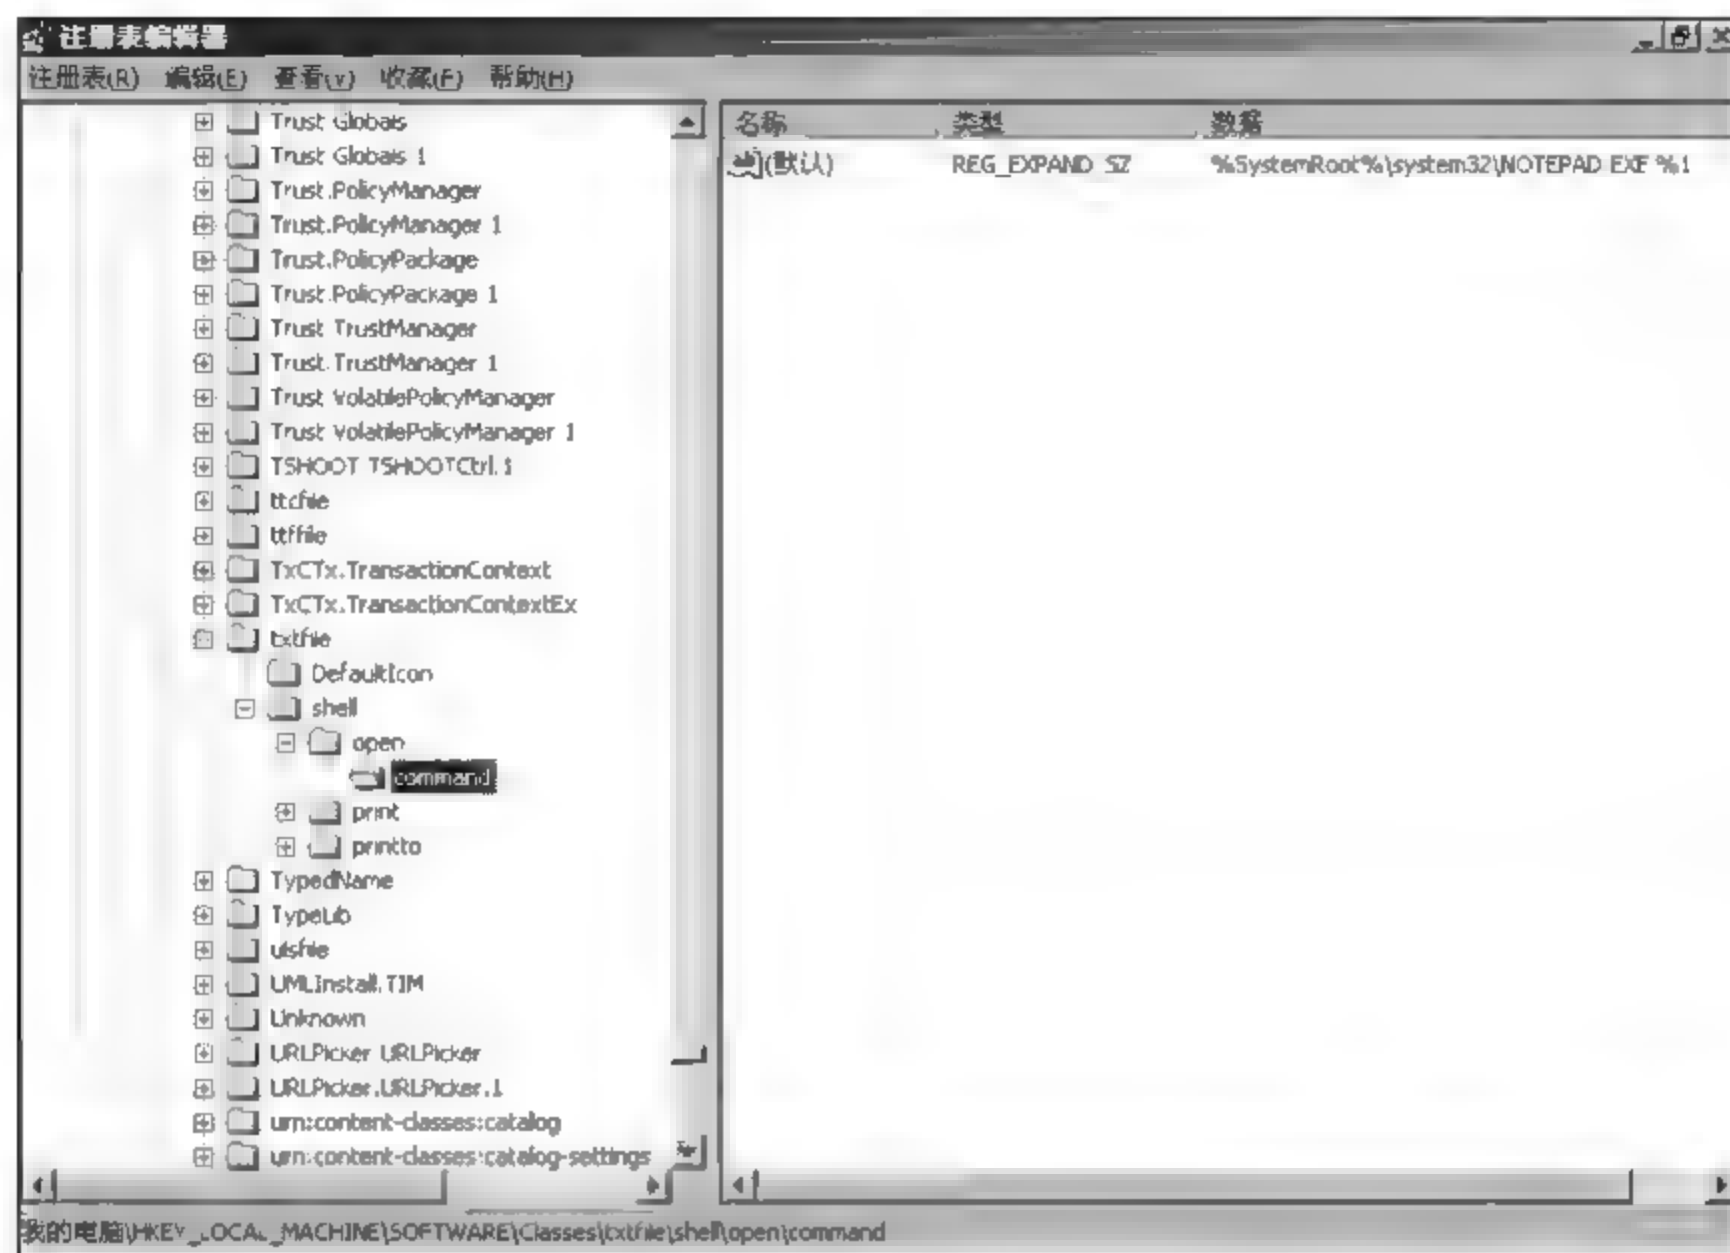 注册表编辑器
注册表(R) 编辑(E) 查看(V) 收藏(F) 帮助(H)
Trust Globals
Trust Globals 1
Trust.PolicyManager
Trust.PolicyManager 1
Trust.PolicyPackage
Trust.PolicyPackage 1
Trust TrustManager
Trust.TrustManager 1
Trust VolatilePolicyManager
Trust VolatilePolicyManager 1
TSHOOT TSHOOTCtrl.1
ttcfile
ttffile
TxCTx.TransactionContext
TxCTx.TransactionContextEx
txtfile
DefaultIcon
shell
open
command
print
printto
TypedName
TypeLib
ulsfile
UMLInstall.TIM
Unknown
URLPicker URLPicker
URLPicker.URLPicker.1
urn:content-classes:catalog
urn:content-classes:catalog-settings
名称 类型 数据
(默认) REG_EXPAND_SZ %SystemRoot%\system32\NOTEPAD EXE %1
我的电脑\HKEY_LOCAL_MACHINE\SOFTWARE\Classes\txtfile\shell\open\command